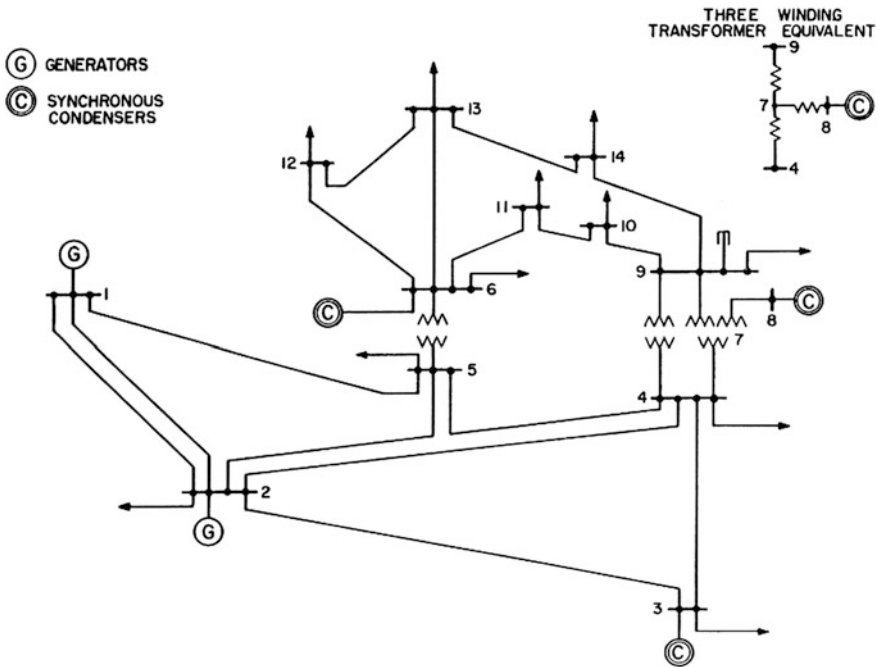 THREE WINDING
TRANSFORMER EQUIVALENT
9
7
C
8
4
G GENERATORS
C SYNCHRONOUS
CONDENSERS
13
12
14
11
10
G
9
1
6
C
8
C
7
5
4
2
G
3
C